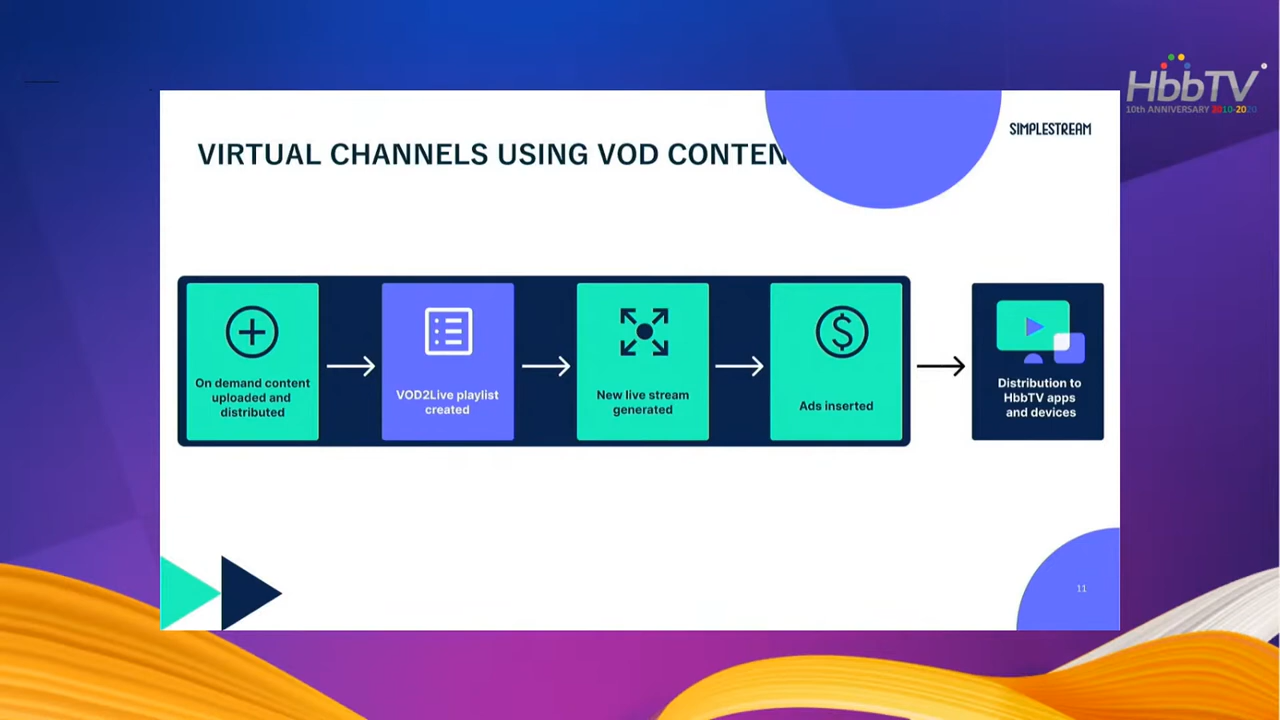 HbbTV
10th ANNIVERSARY 2010-2020
SIMPLESTREAM
VIRTUAL CHANNELS USING VOD CONTEN
On demand content
uploaded and
distributed
VOD2Live playlist
created
New live stream
generated
Ads inserted
Distribution to
HbbTV apps
and devices
11